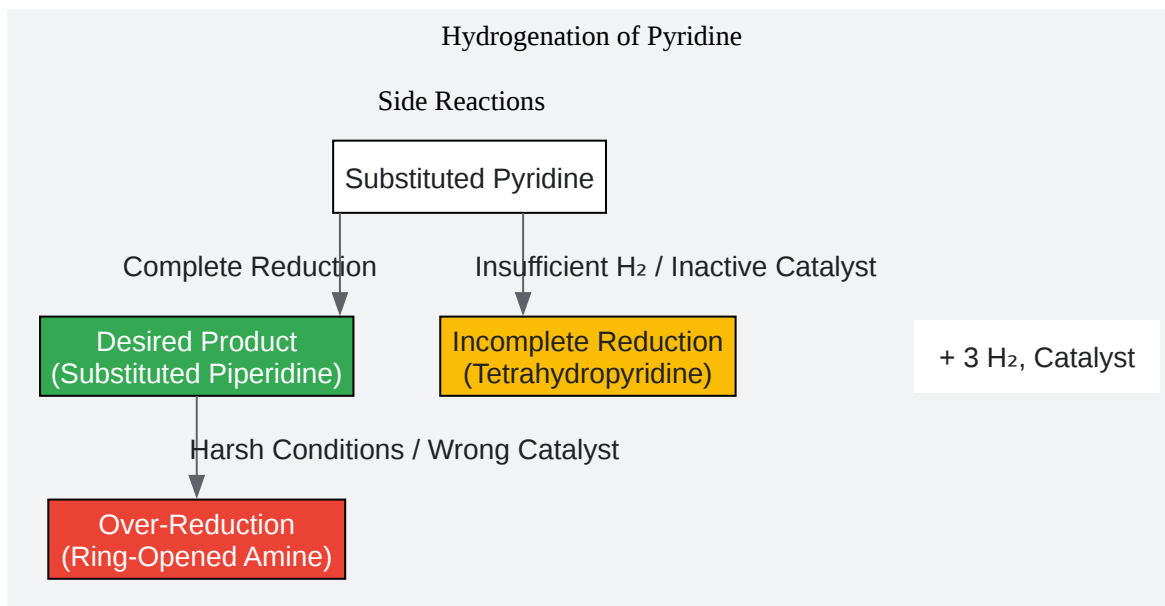 Hydrogenation of Pyridine
Side Reactions
Substituted Pyridine
Complete Reduction
Insufficient H₂ / Inactive Catalyst
Desired Product
(Substituted Piperidine)
Incomplete Reduction
(Tetrahydropyridine)
+ 3 H₂, Catalyst
Harsh Conditions / Wrong Catalyst
Over-Reduction
(Ring-Opened Amine)